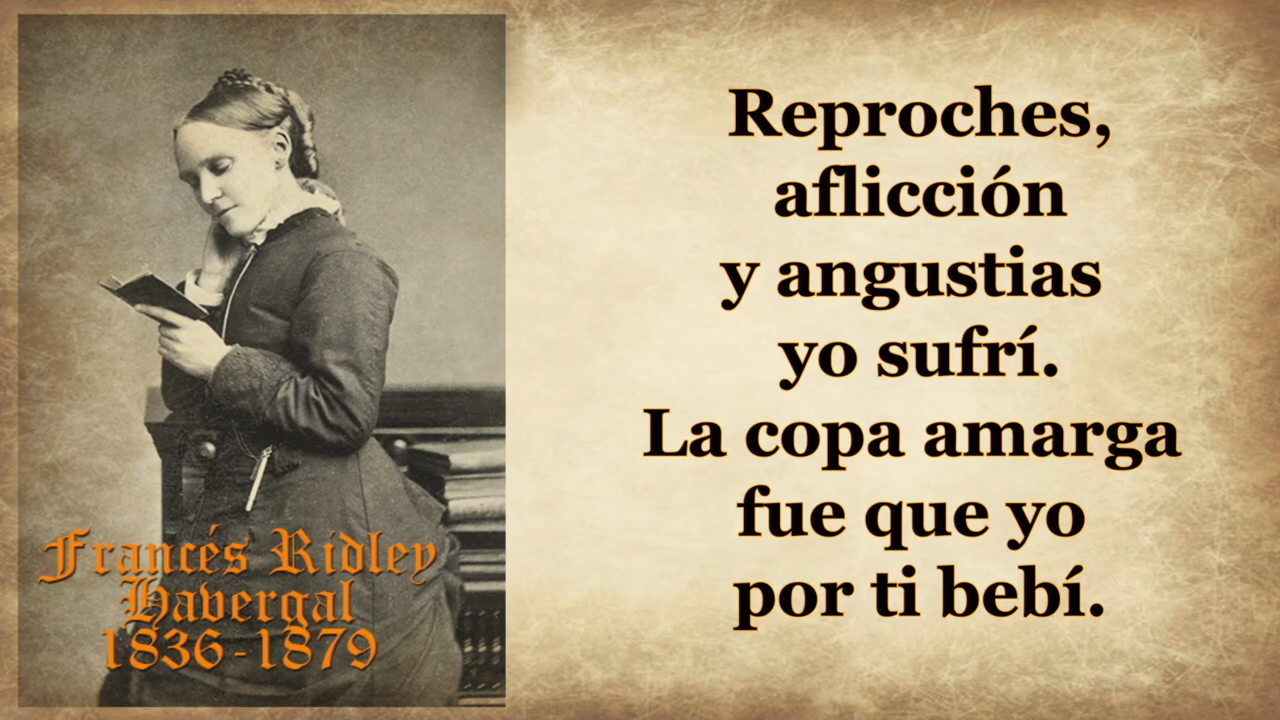 Francés Ridley
Havergal
1836-1879
Reproches,
aflicción
y angustias
yo sufrí.
La copa amarga
fue que yo
por ti bebí.